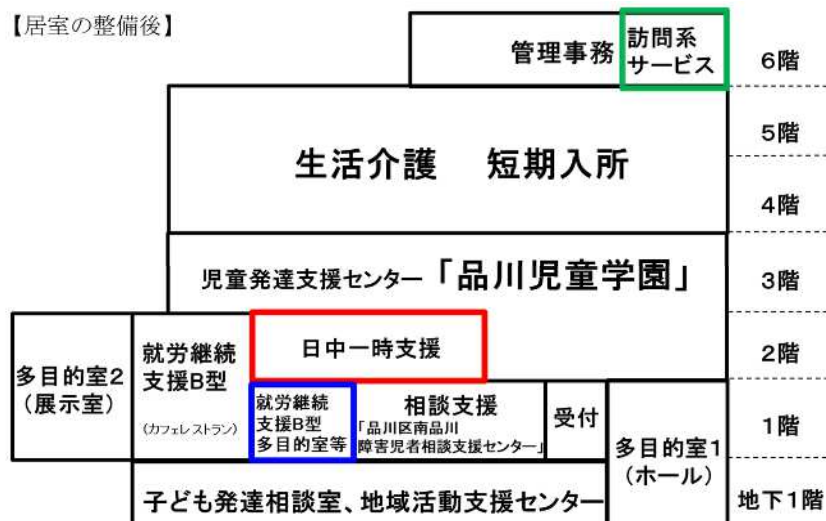 【居室の整備後】
管理事務
訪問系
サービス
6階
生活介護 短期入所
5階
4階
児童発達支援センター「品川児童学園」
3階
多目的室2
(展示室)
就労継続
支援B型
(カフェレストラン)
日中一時支援
2階
就労継続
支援B型
多目的室等
相談支援
「品川区南品川
障害児者相談支援センター」
受付
多目的室1
(ホール)
1階
子ども発達相談室、地域活動支援センター
地下1階